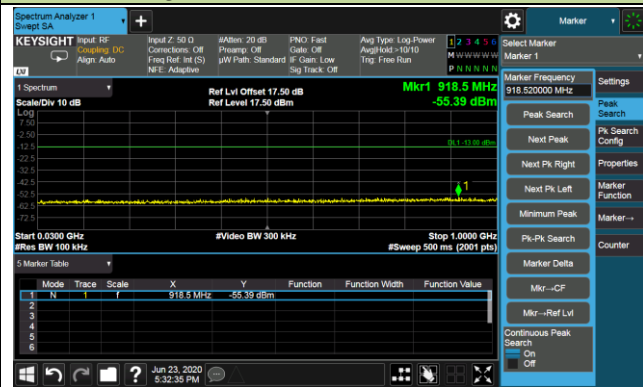 Spectrum Analyzer 1
Swept SA
KEYSIGHT
Input: RF
Coupling: DC
Align: Auto
Input Z: 50 Ω
Corrections: Off
Freq Ref: Int (S)
NFE: Adaptive
#Atten: 20 dB
Preamp: Off
µW Path: Standard
PNO: Fast
Gate: Off
IF Gain: Low
Sig Track: Off
Avg Type: Log-Power
Avg|Hold:>10/10
Trig: Free Run
1 2 3 4 5 6
M W W W W W
P N N N N N
LXI
1 Spectrum
Scale/Div 10 dB
Ref Lvl Offset 17.50 dB
Ref Level 17.50 dBm
Mkr1 918.5 MHz
-55.39 dBm
Log
7.50
-2.50
-12.5
-22.5
-32.5
-42.5
-52.5
-62.5
-72.5
DL1 -13.00 dBm
1
Start 0.0300 GHz
#Res BW 100 kHz
#Video BW 300 kHz
Stop 1.0000 GHz
#Sweep 500 ms (2001 pts)
5 Marker Table
Mode Trace Scale X Y Function Function Width Function Value
1 N 1 f 918.5 MHz -55.39 dBm
2
3
4
5
6
Jun 23, 2020
5:32:35 PM
Marker
Select Marker
Marker 1
Marker Frequency
918.520000 MHz
Peak Search
Next Peak
Next Pk Right
Next Pk Left
Minimum Peak
Pk-Pk Search
Marker Delta
Mkr→CF
Mkr→Ref Lvl
Continuous Peak
Search
On
Off
Settings
Peak
Search
Pk Search
Config
Properties
Marker
Function
Marker→
Counter